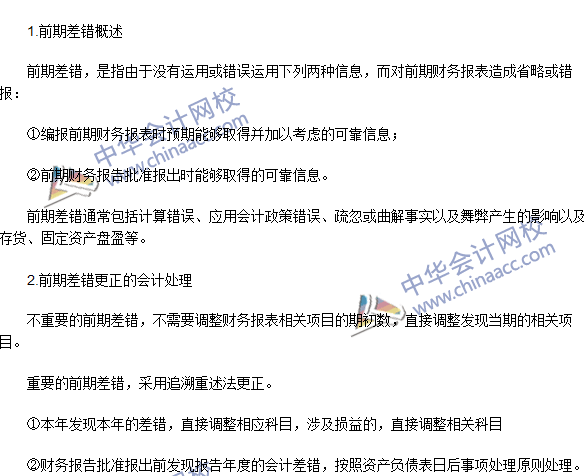 1.前期差错概述
前期差错，是指由于没有运用或错误运用下列两种信息，而对前期财务报表造成省略或错
报：
①编报前期财务报表时预期能够取得并加以考虑的可靠信息；
②前期财务报告批准报出时能够取得的可靠信息。
前期差错通常包括计算错误、应用会计政策错误、疏忽或曲解事实以及舞弊产生的影响以及
存货、固定资产盘盈等。
2.前期差错更正的会计处理
不重要的前期差错，不需要调整财务报表相关项目的期初数，直接调整发现当期的相关项
目。
重要的前期差错，采用追溯重述法更正。
①本年发现本年的差错，直接调整相应科目，涉及损益的，直接调整相关科目
②财务报告批准报出前发现报告年度的会计差错，按照资产负债表日后事项处理原则处理。
中华会计网校
www.chinaacc.com
中华会计网校
www.chinaacc.com